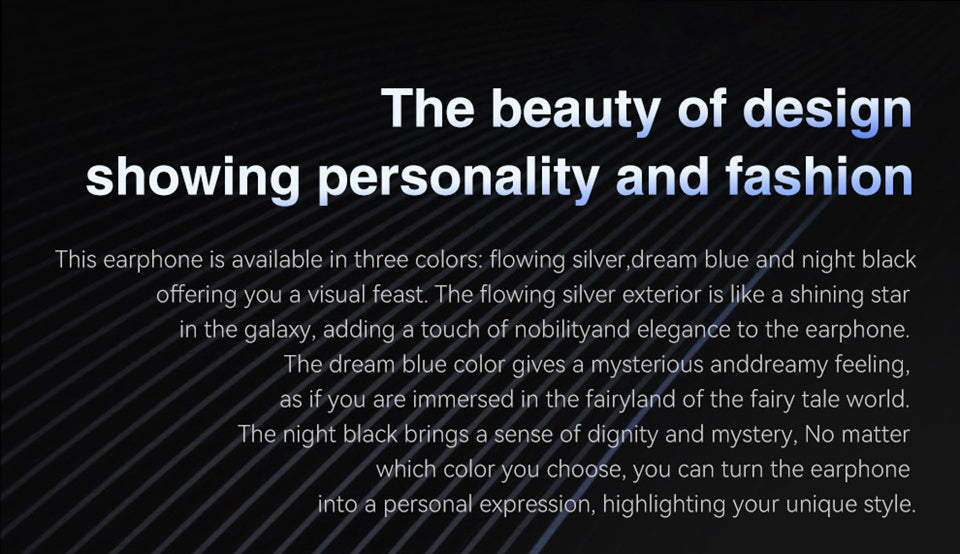 The beauty of design
showing personality and fashion
This earphone is available in three colors: flowing silver,dream blue and night black
offering you a visual feast. The flowing silver exterior is like a shining star
in the galaxy, adding a touch of nobilityand elegance to the earphone.
The dream blue color gives a mysterious anddreamy feeling,
as if you are immersed in the fairyland of the fairy tale world.
The night black brings a sense of dignity and mystery, No matter
which color you choose, you can turn the earphone
into a personal expression, highlighting your unique style.